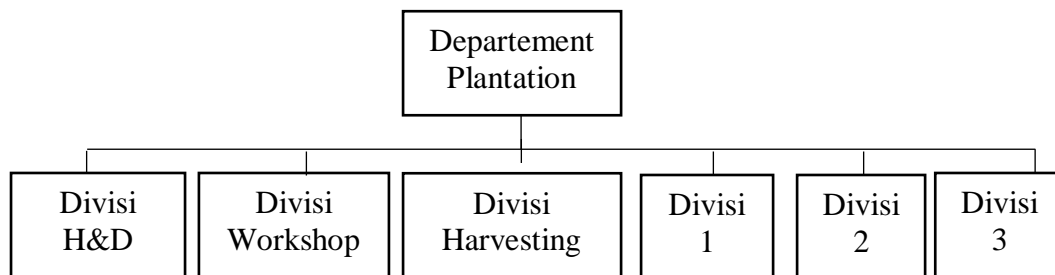 Departement
Plantation
Divisi
H&D
Divisi
Workshop
Divisi
Harvesting
Divisi
1
Divisi
2
Divisi
3